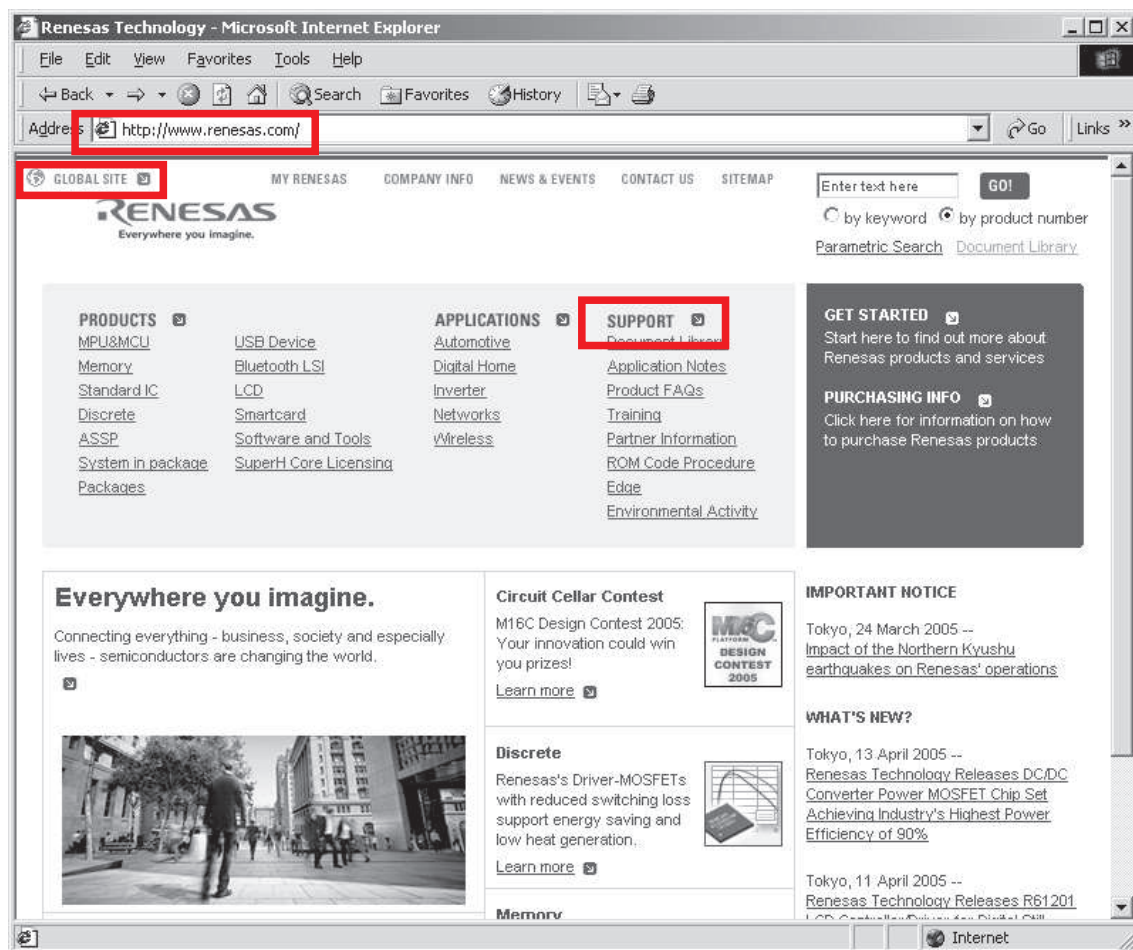 Renesas Technology - Microsoft Internet Explorer
File Edit View Favorites Tools Help
Back Search Favorites History
Address http://www.renesas.com/ Go Links »
GLOBAL SITE MY RENESAS COMPANY INFO NEWS & EVENTS CONTACT US SITEMAP
Enter text here GO!
RENESAS
Everywhere you imagine.
by keyword by product number
Parametric Search Document Library
PRODUCTS
MPU&MCU
Memory
Standard IC
Discrete
ASSP
System in package
Packages
USB Device
Bluetooth LSI
LCD
Smartcard
Software and Tools
SuperH Core Licensing
APPLICATIONS
Automotive
Digital Home
Inverter
Networks
Wireless
SUPPORT
Document Library
Application Notes
Product FAQs
Training
Partner Information
ROM Code Procedure
Edge
Environmental Activity
GET STARTED
Start here to find out more about
Renesas products and services
PURCHASING INFO
Click here for information on how
to purchase Renesas products
Everywhere you imagine.
Connecting everything - business, society and especially
lives - semiconductors are changing the world.
Circuit Cellar Contest
M16C Design Contest 2005:
Your innovation could win
you prizes!
Learn more
M16C
PLATFORM
DESIGN
CONTEST
2005
Discrete
Renesas's Driver-MOSFETs
with reduced switching loss
support energy saving and
low heat generation.
Learn more
Memory
IMPORTANT NOTICE
Tokyo, 24 March 2005 --
Impact of the Northern Kyushu
earthquakes on Renesas' operations
WHAT'S NEW?
Tokyo, 13 April 2005 --
Renesas Technology Releases DC/DC
Converter Power MOSFET Chip Set
Achieving Industry's Highest Power
Efficiency of 90%
Tokyo, 11 April 2005 --
Renesas Technology Releases R61201
LCD Controller/Driver for Digital Still
Internet